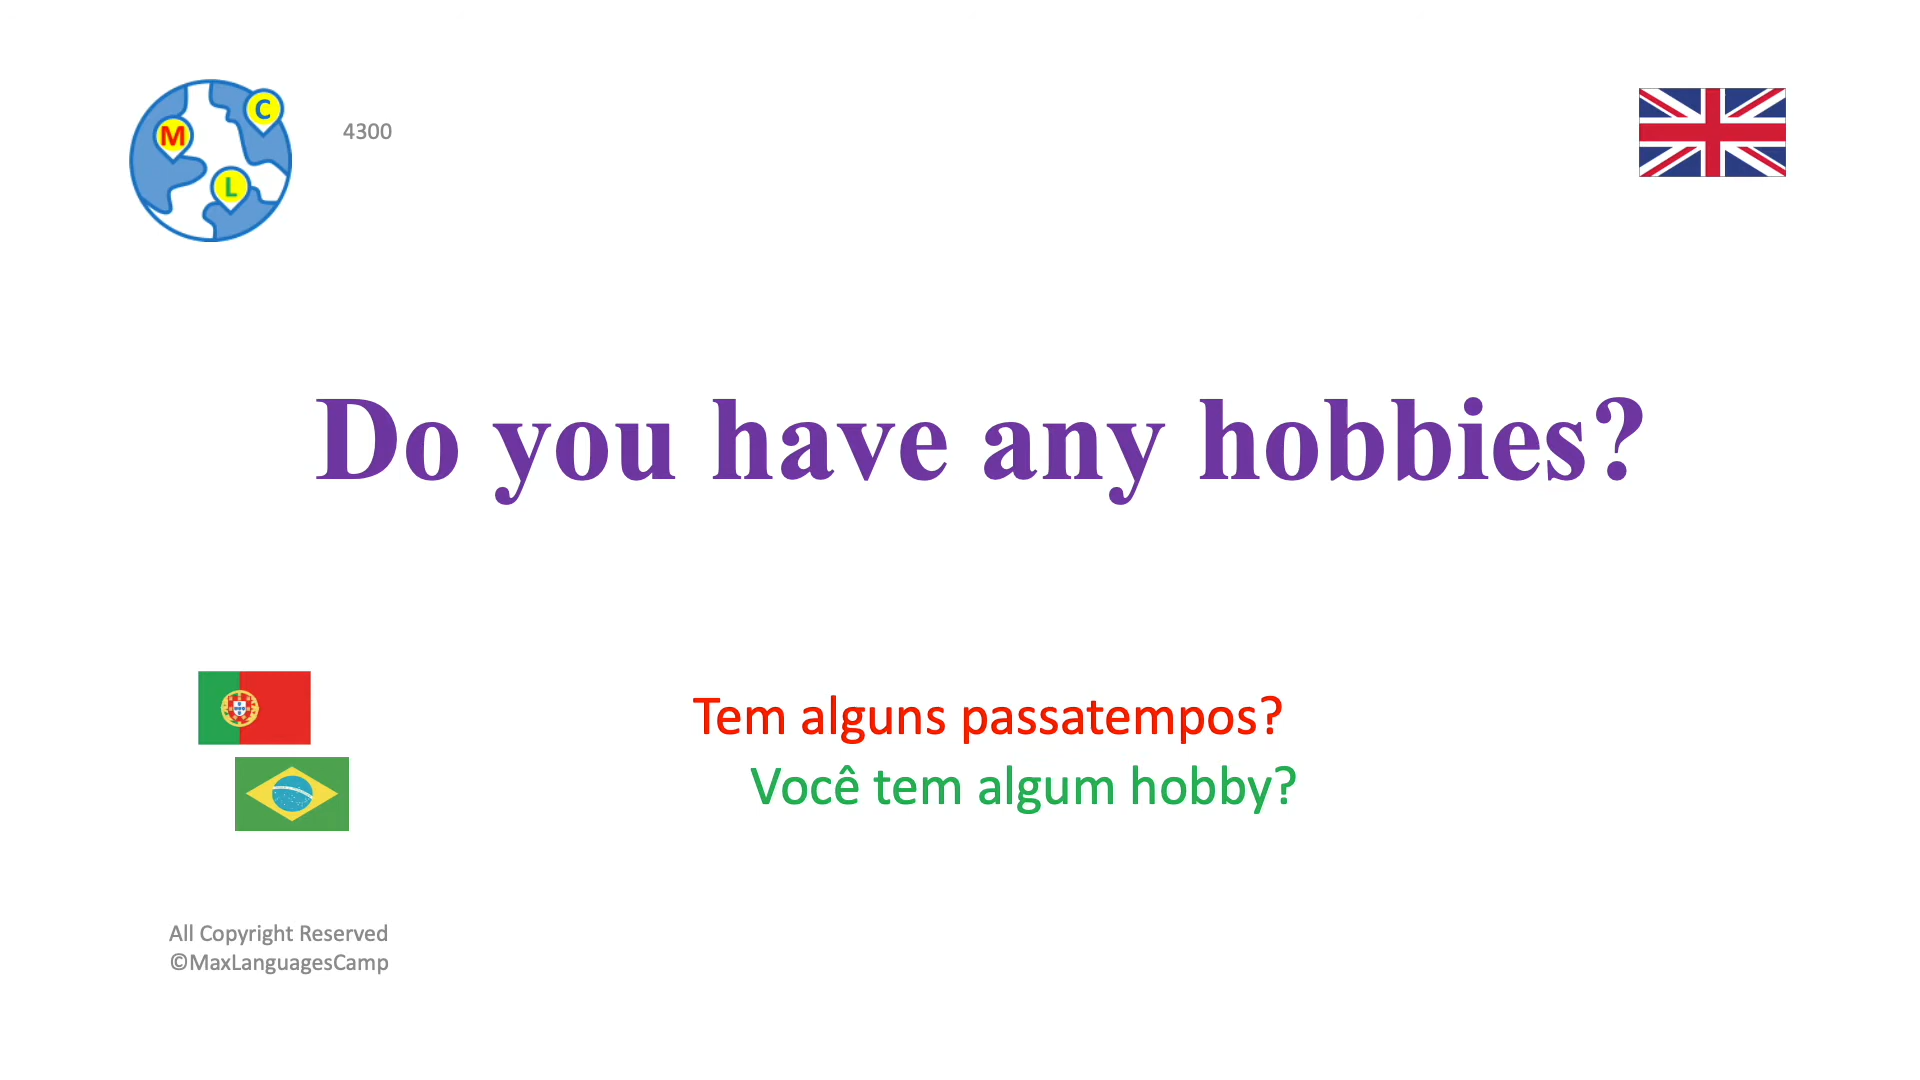 C
M
L
4300
Do you have any hobbies?
Tem alguns passatempos?
Você tem algum hobby?
All Copyright Reserved
©MaxLanguagesCamp